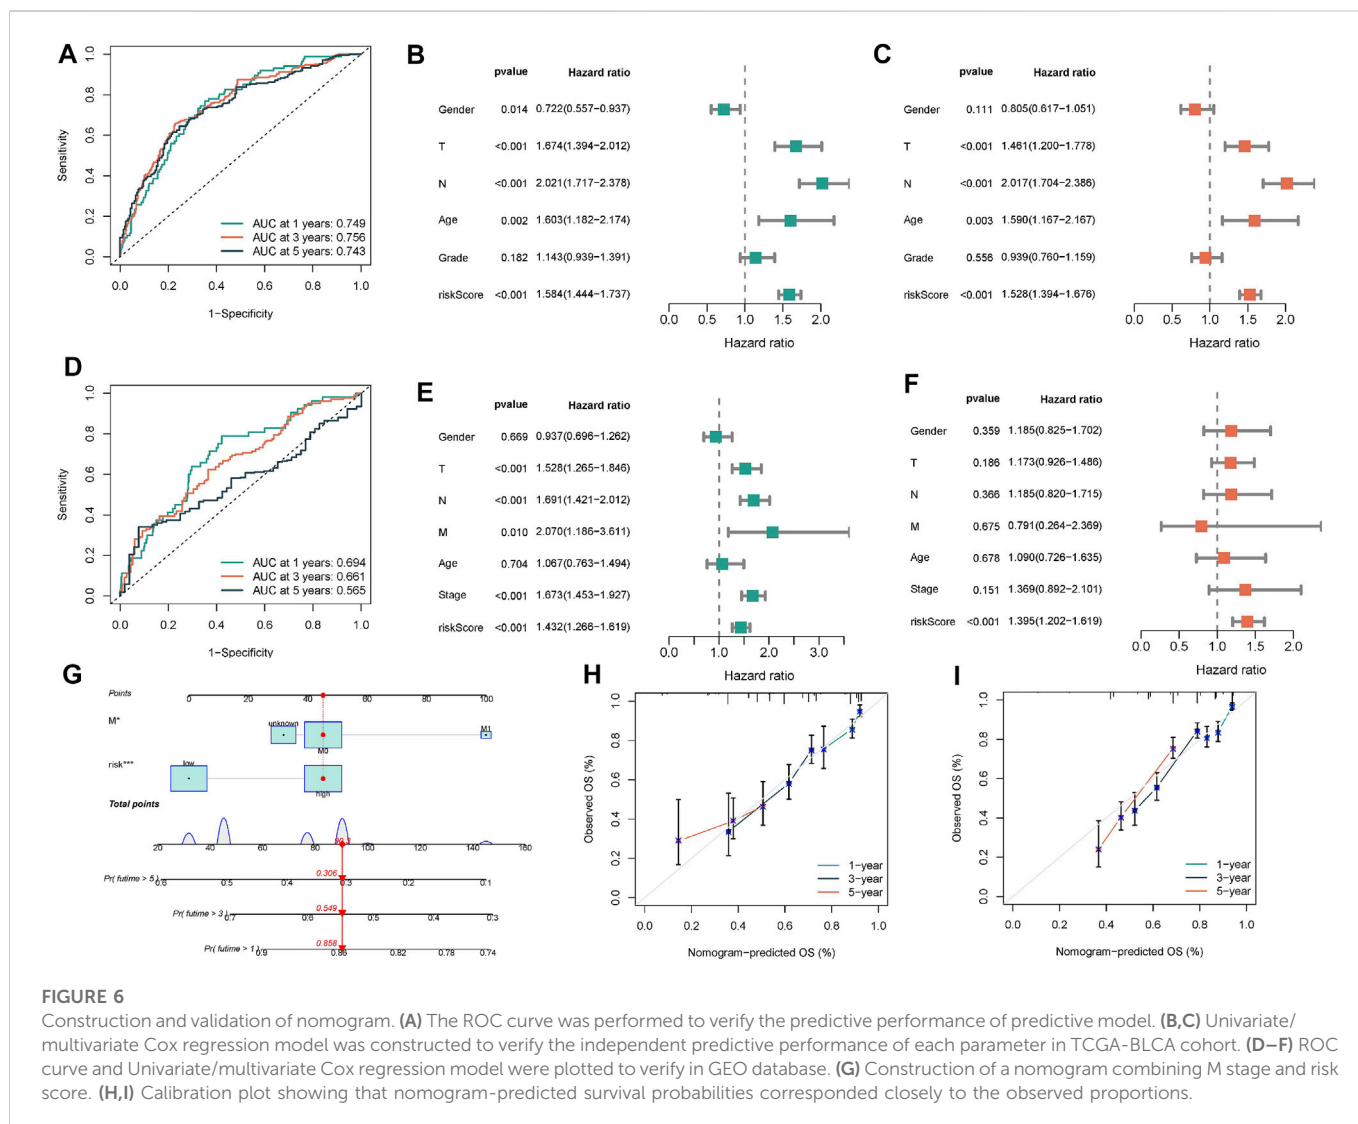 A
1.0
0.8
0.6
0.4
0.2
0.0
Sensitivity
AUC at 1 years: 0.749
AUC at 3 years: 0.756
AUC at 5 years: 0.743
0.0 0.2 0.4 0.6 0.8 1.0
1-Specificity
B
pvalue Hazard ratio
Gender 0.014 0.722(0.557−0.937)
T <0.001 1.674(1.394−2.012)
N <0.001 2.021(1.717−2.378)
Age 0.002 1.603(1.182−2.174)
Grade 0.182 1.143(0.939−1.391)
riskScore <0.001 1.584(1.444−1.737)
0.0 0.5 1.0 1.5 2.0
Hazard ratio
C
pvalue Hazard ratio
Gender 0.111 0.805(0.617−1.051)
T <0.001 1.461(1.200−1.778)
N <0.001 2.017(1.704−2.386)
Age 0.003 1.590(1.167−2.167)
Grade 0.556 0.939(0.760−1.159)
riskScore <0.001 1.528(1.394−1.676)
0.0 0.5 1.0 1.5 2.0
Hazard ratio
D
1.0
0.8
0.6
0.4
0.2
0.0
Sensitivity
AUC at 1 years: 0.694
AUC at 3 years: 0.661
AUC at 5 years: 0.565
0.0 0.2 0.4 0.6 0.8 1.0
1-Specificity
E
pvalue Hazard ratio
Gender 0.669 0.937(0.696−1.262)
T <0.001 1.528(1.265−1.846)
N <0.001 1.691(1.421−2.012)
M 0.010 2.070(1.186−3.611)
Age 0.704 1.067(0.763−1.494)
Stage <0.001 1.673(1.453−1.927)
riskScore <0.001 1.432(1.266−1.619)
0.0 1.0 2.0 3.0
Hazard ratio
F
pvalue Hazard ratio
Gender 0.359 1.185(0.825−1.702)
T 0.186 1.173(0.926−1.486)
N 0.366 1.185(0.820−1.715)
M 0.675 0.791(0.264−2.369)
Age 0.678 1.090(0.726−1.635)
Stage 0.151 1.369(0.892−2.101)
riskScore <0.001 1.395(1.202−1.619)
0.0 0.5 1.0 1.5 2.0
Hazard ratio
G
Points
0 20 40 60 80 100
M*
unknown
M0
M1
risk***
low
high
Total points
20 40 60 80 100 120 140 160
0.306
Pr( futime > 5)
0.6 0.5 0.4 0.3 0.2 0.1
0.549
Pr( futime > 3)
0.7 0.6 0.5 0.4 0.3
0.858
Pr( futime > 1)
0.9 0.86 0.82 0.78 0.74
H
1.0
0.8
0.6
0.4
0.2
0.0
Observed OS (%)
1−year
3−year
5−year
0.0 0.2 0.4 0.6 0.8 1.0
Nomogram−predicted OS (%)
I
1.0
0.8
0.6
0.4
0.2
0.0
Observed OS (%)
1−year
3−year
5−year
0.0 0.2 0.4 0.6 0.8 1.0
Nomogram−predicted OS (%)
FIGURE 6
Construction and validation of nomogram. (A) The ROC curve was performed to verify the predictive performance of predictive model. (B,C) Univariate/
multivariate Cox regression model was constructed to verify the independent predictive performance of each parameter in TCGA-BLCA cohort. (D–F) ROC
curve and Univariate/multivariate Cox regression model were plotted to verify in GEO database. (G) Construction of a nomogram combining M stage and risk
score. (H,I) Calibration plot showing that nomogram-predicted survival probabilities corresponded closely to the observed proportions.